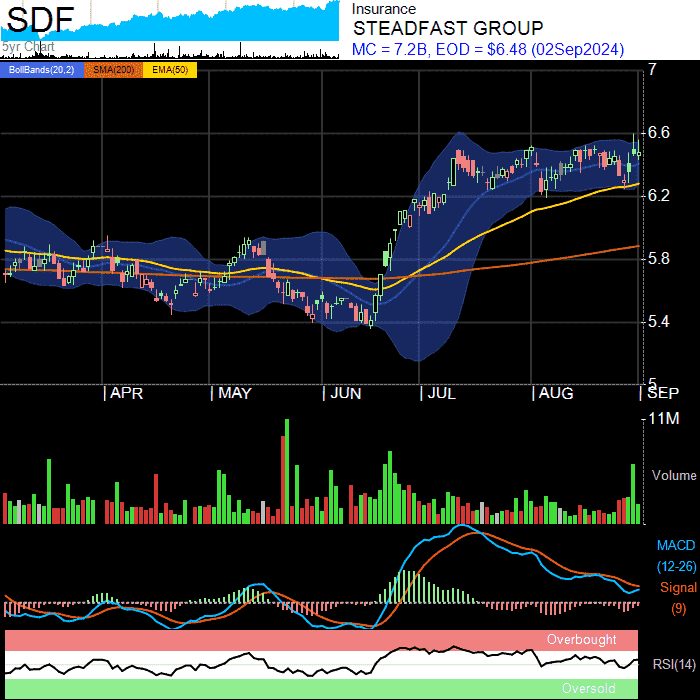 SDF
5yr Chart
Insurance
STEADFAST GROUP
MC = 7.2B, EOD = $6.48 (02Sep2024)
BollBands(20,2) SMA(200) EMA(50)
7
6.6
6.2
5.8
5.4
5
APR MAY JUN JUL AUG SEP
11M
Volume
MACD
(12-26)
Signal
(9)
Overbought
RSI(14)
Oversold